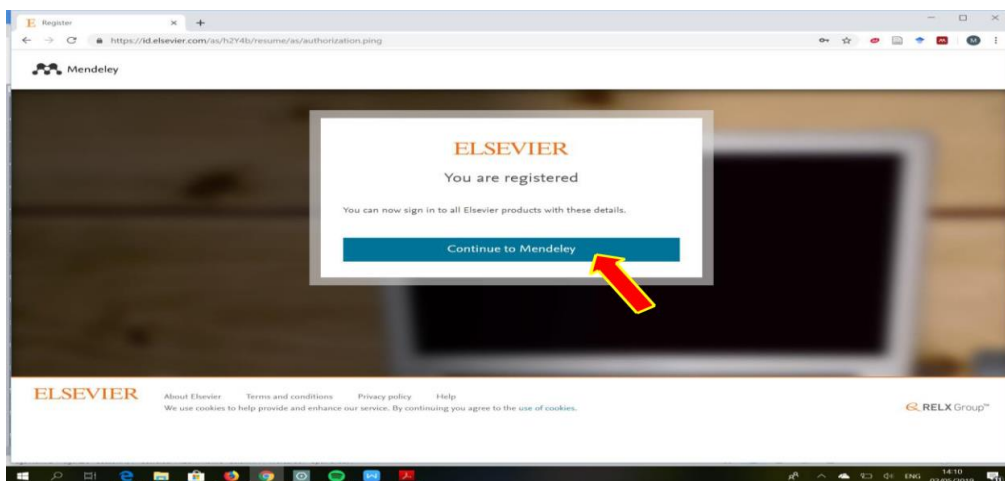 Register
https://id.elsevier.com/as/h2Y4b/resume/as/authorization.ping
Mendeley
ELSEVIER
You are registered
You can now sign in to all Elsevier products with these details.
Continue to Mendeley
ELSEVIER
About Elsevier Terms and conditions Privacy policy Help
We use cookies to help provide and enhance our service. By continuing you agree to the use of cookies.
RELX Group™
ENG
14:10